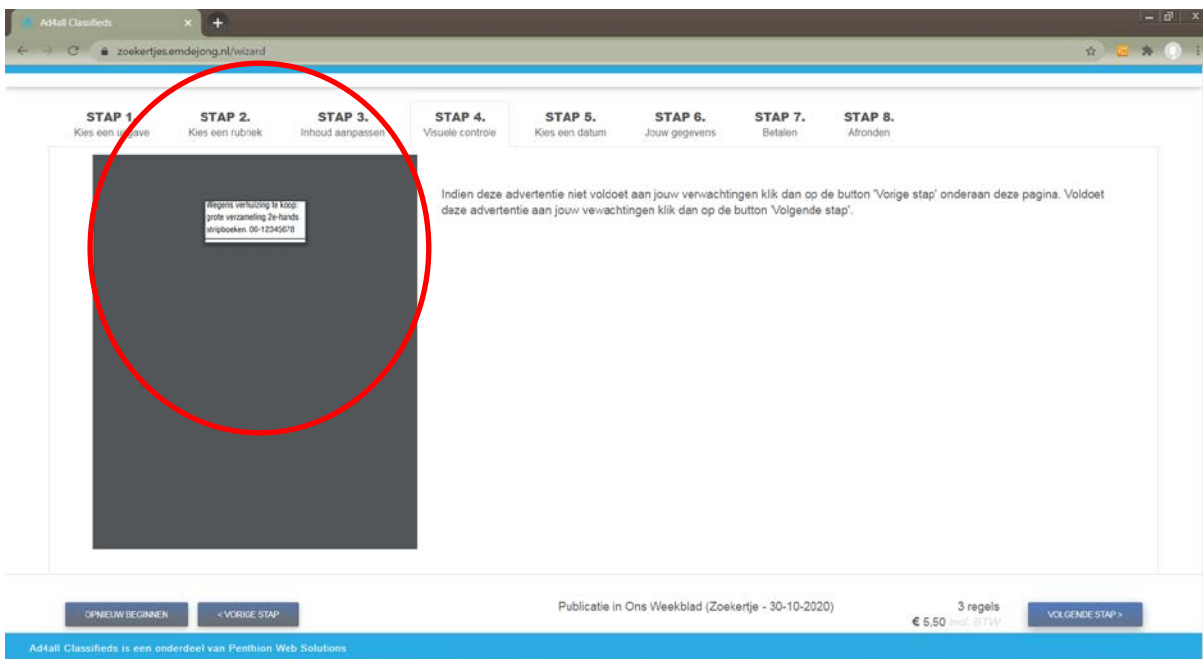 Ad4all Classifieds
zoekertjes.emdejong.nl/wizard
STAP 1. STAP 2. STAP 3. STAP 4. STAP 5. STAP 6. STAP 7. STAP 8.
Kies een uitgave Kies een rubriek Inhoud aanpassen Visuele controle Kies een datum Jouw gegevens Betalen Afronden
Wegens verhuizing te koop:
grote verzameling 2e-hands
stripboeken. 06-12345678
Indien deze advertentie niet voldoet aan jouw verwachtingen klik dan op de button 'Vorige stap' onderaan deze pagina. Voldoet
deze advertentie aan jouw vewachtingen klik dan op de button 'Volgende stap'.
OPNIEUW BEGINNEN < VORIGE STAP Publicatie in Ons Weekblad (Zoekertje - 30-10-2020) 3 regels VOLGENDE STAP >
€ 5,50 incl. BTW
Ad4all Classifieds is een onderdeel van Penthion Web Solutions